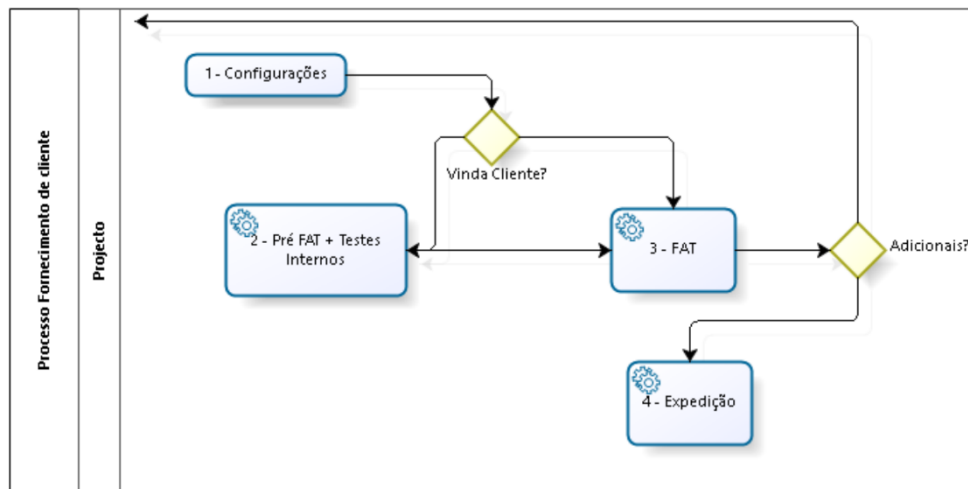 Processo Fornecimento de cliente
Projecto
1 - Configurações
Vinda Cliente?
2 - Pré FAT + Testes
Internos
3 - FAT
Adicionais?
4 - Expedição